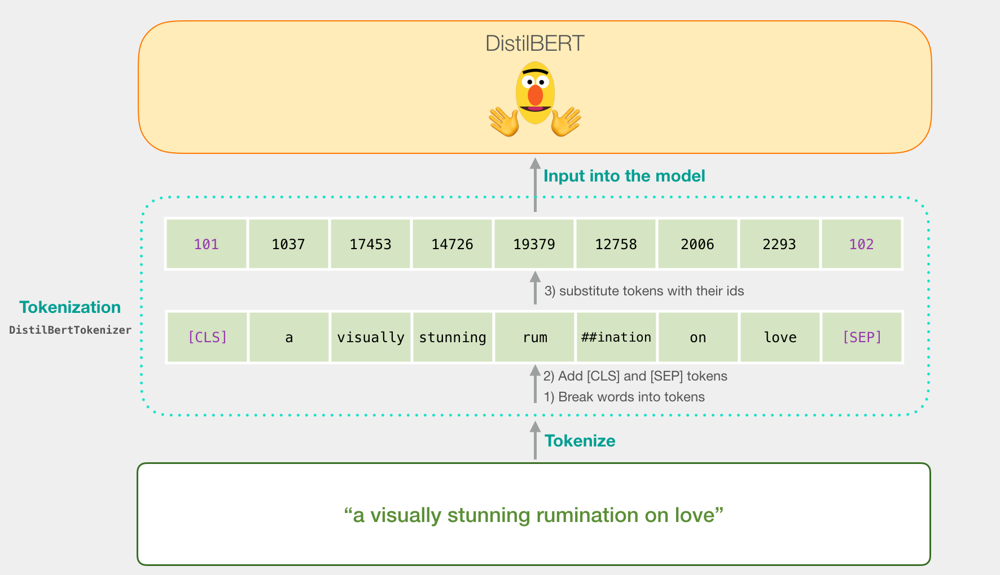 DistilBERT
Input into the model
101 1037 17453 14726 19379 12758 2006 2293 102
3) substitute tokens with their ids
Tokenization
DistilBertTokenizer
[CLS] a visually stunning rum ##ination on love [SEP]
2) Add [CLS] and [SEP] tokens
1) Break words into tokens
Tokenize
“a visually stunning rumination on love”